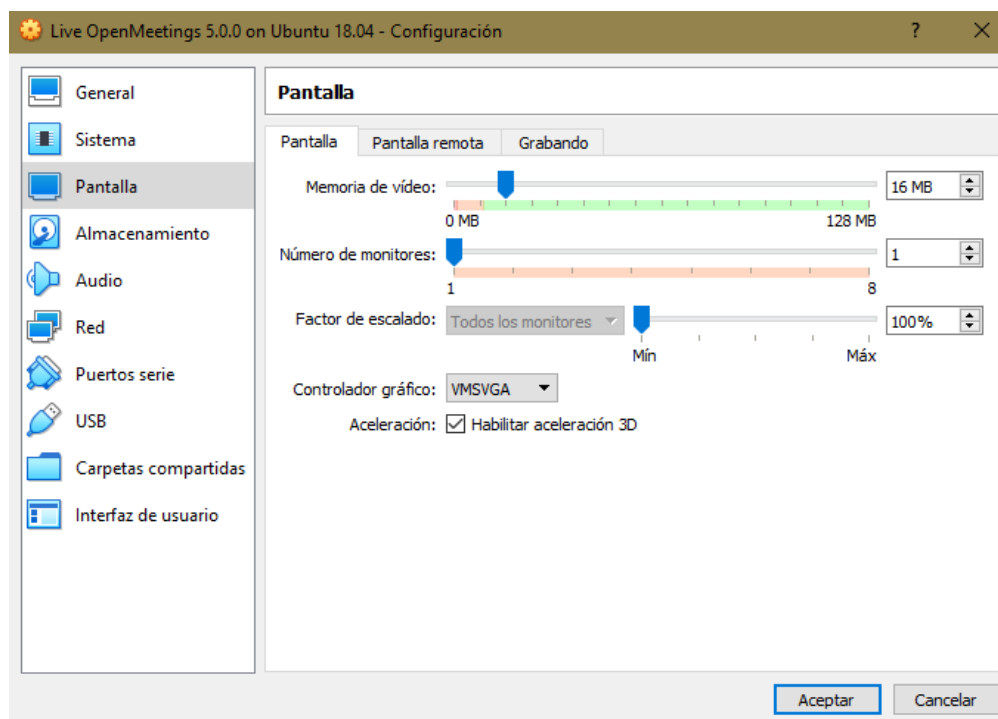 Live OpenMeetings 5.0.0 on Ubuntu 18.04 - Configuración
?
General
Sistema
Pantalla
Almacenamiento
Audio
Red
Puertos serie
USB
Carpetas compartidas
Interfaz de usuario
Pantalla
Pantalla Pantalla remota Grabando
Memoria de vídeo: 16 MB
0 MB 128 MB
Número de monitores: 1
1 8
Factor de escalado: Todos los monitores 100%
Mín Máx
Controlador gráfico: VMSVGA
Aceleración: Habilitar aceleración 3D
Aceptar Cancelar